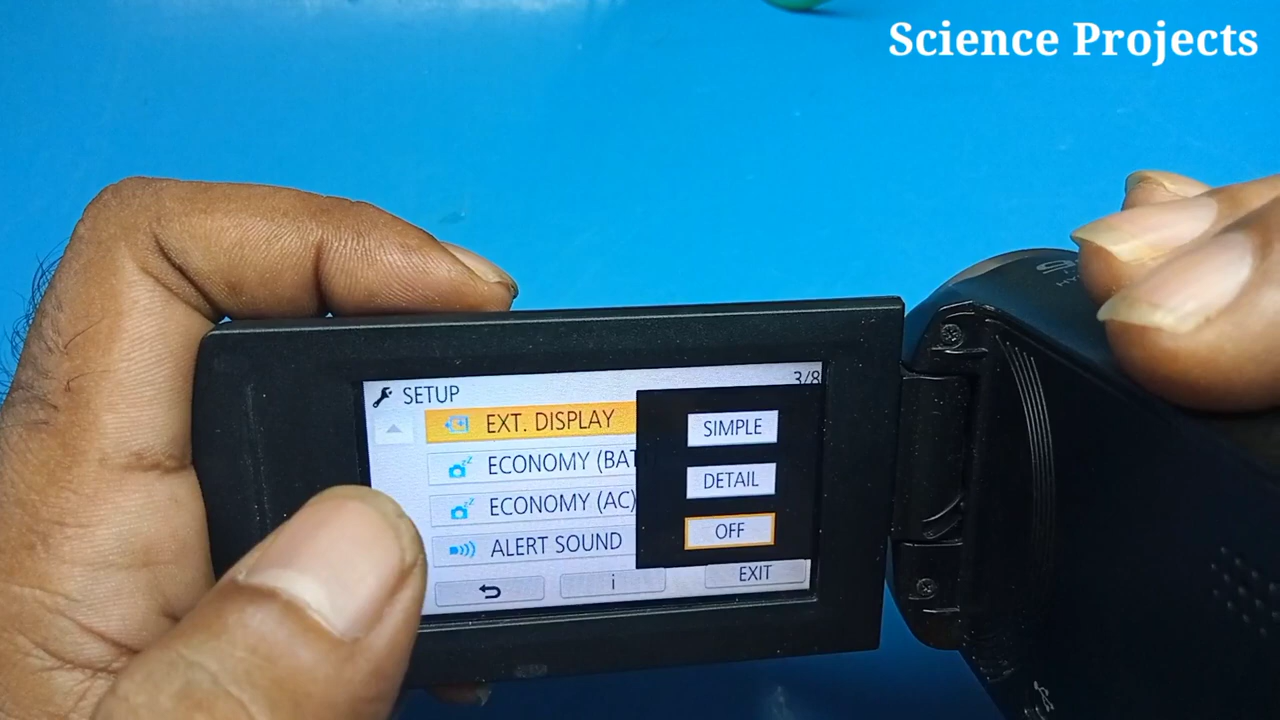 Science Projects
SETUP
3/8
EXT. DISPLAY
SIMPLE
ECONOMY (BAT
DETAIL
ECONOMY (AC)
OFF
ALERT SOUND
i
EXIT